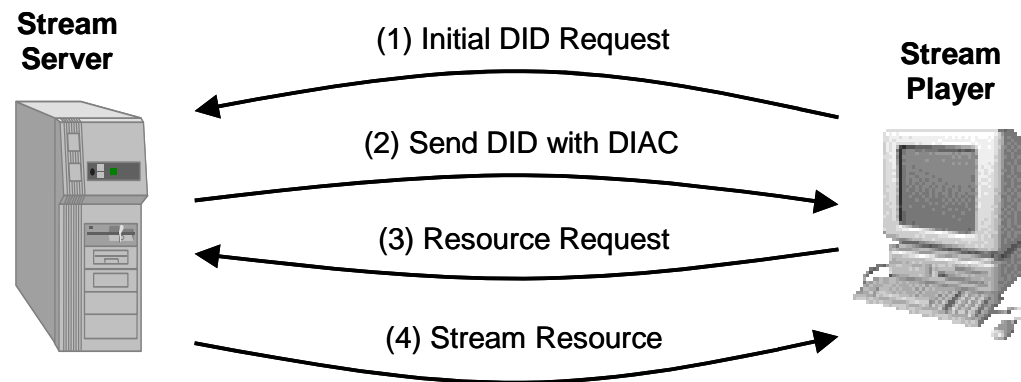 Stream
Server
(1) Initial DID Request
Stream
Player
(2) Send DID with DIAC
(3) Resource Request
(4) Stream Resource